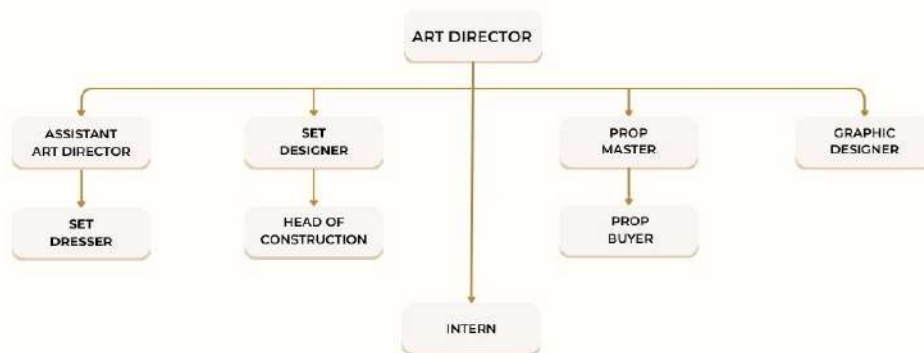 ART DIRECTOR
ASSISTANT
ART DIRECTOR
SET
DESIGNER
PROP
MASTER
GRAPHIC
DESIGNER
SET
DRESSER
HEAD OF
CONSTRUCTION
PROP
BUYER
INTERN